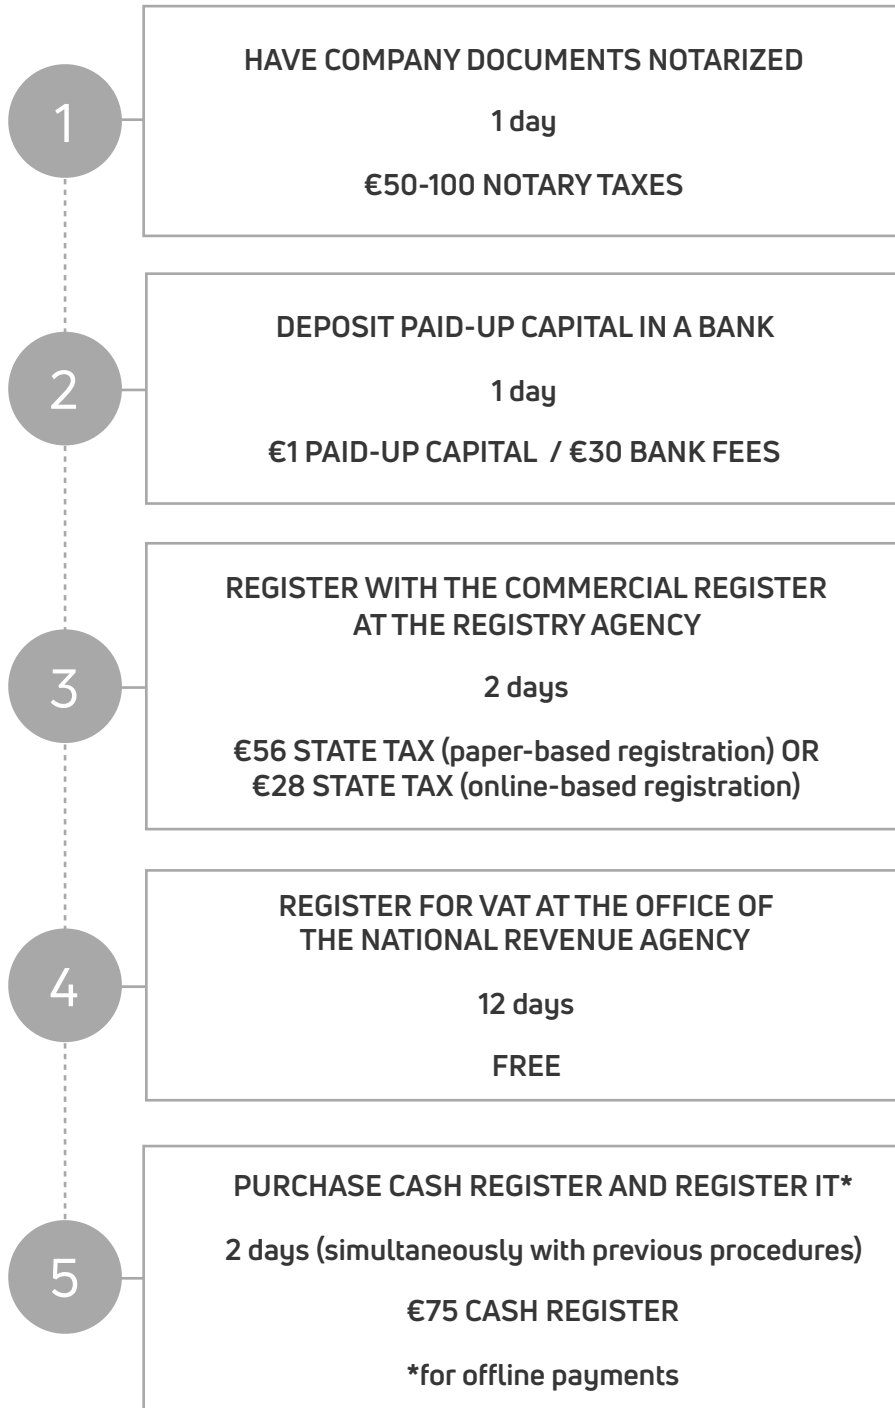 1
HAVE COMPANY DOCUMENTS NOTARIZED
1 day
€50-100 NOTARY TAXES
2
DEPOSIT PAID-UP CAPITAL IN A BANK
1 day
€1 PAID-UP CAPITAL / €30 BANK FEES
3
REGISTER WITH THE COMMERCIAL REGISTER
AT THE REGISTRY AGENCY
2 days
€56 STATE TAX (paper-based registration) OR
€28 STATE TAX (online-based registration)
4
REGISTER FOR VAT AT THE OFFICE OF
THE NATIONAL REVENUE AGENCY
12 days
FREE
5
PURCHASE CASH REGISTER AND REGISTER IT*
2 days (simultaneously with previous procedures)
€75 CASH REGISTER
*for offline payments